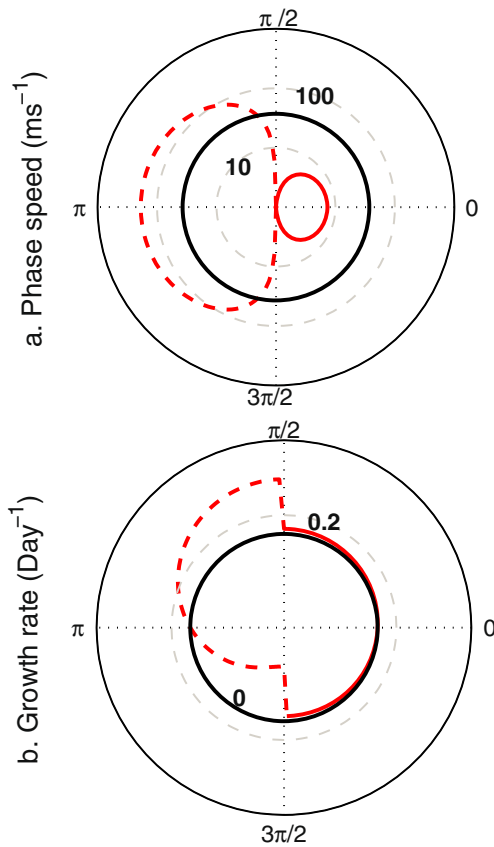 π /2
100
10
π
0
3π/2
a. Phase speed (ms⁻¹)
π/2
0.2
π
0
0
3π/2
b. Growth rate (Day⁻¹)